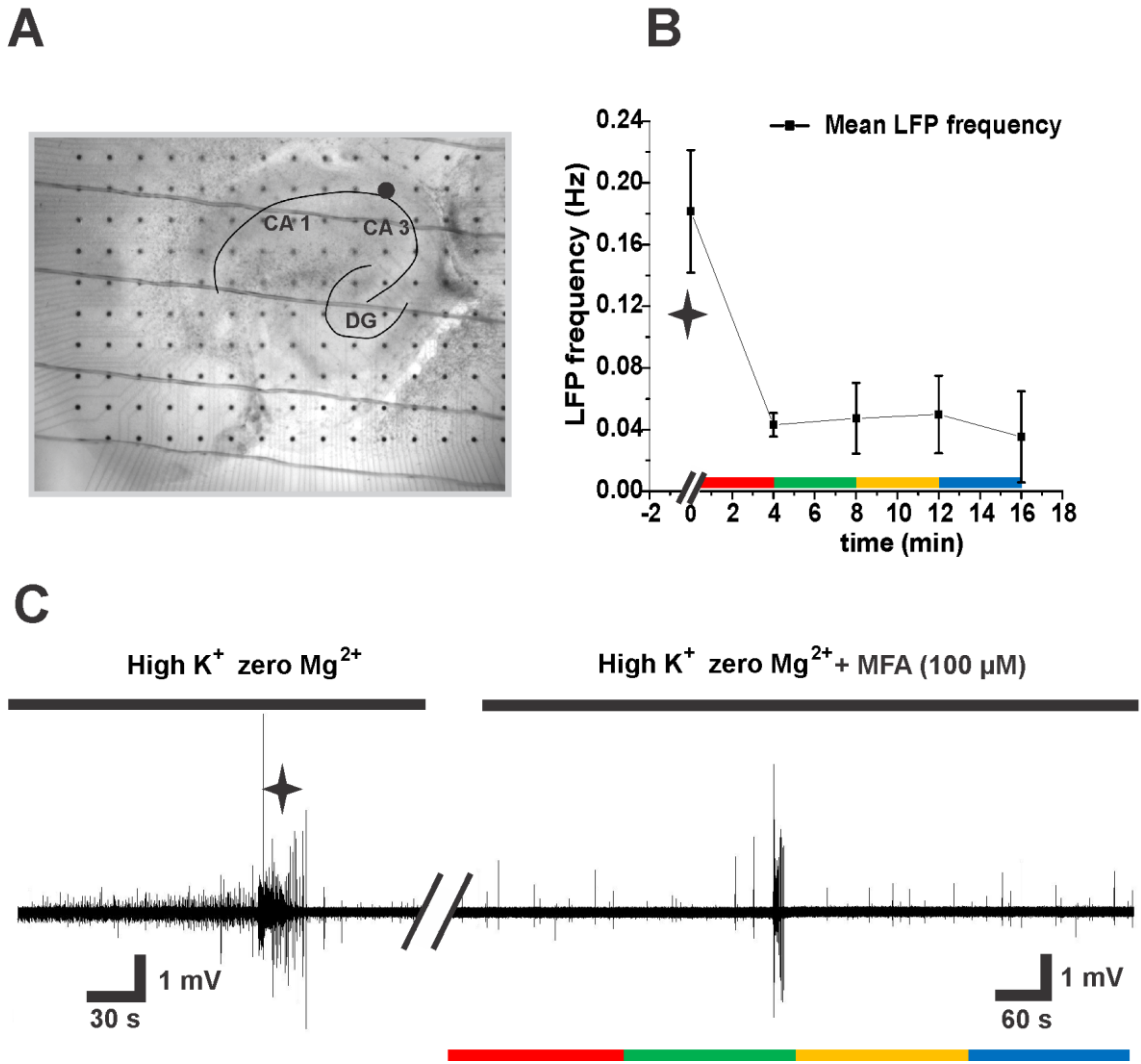 A
CA 1
CA 3
DG
B
Mean LFP frequency
LFP frequency (Hz)
0.24
0.20
0.16
0.12
0.08
0.04
0.00
-2 0 2 4 6 8 10 12 14 16 18
time (min)
C
High K⁺ zero Mg²⁺
High K⁺ zero Mg²⁺ + MFA (100 µM)
1 mV
30 s
1 mV
60 s